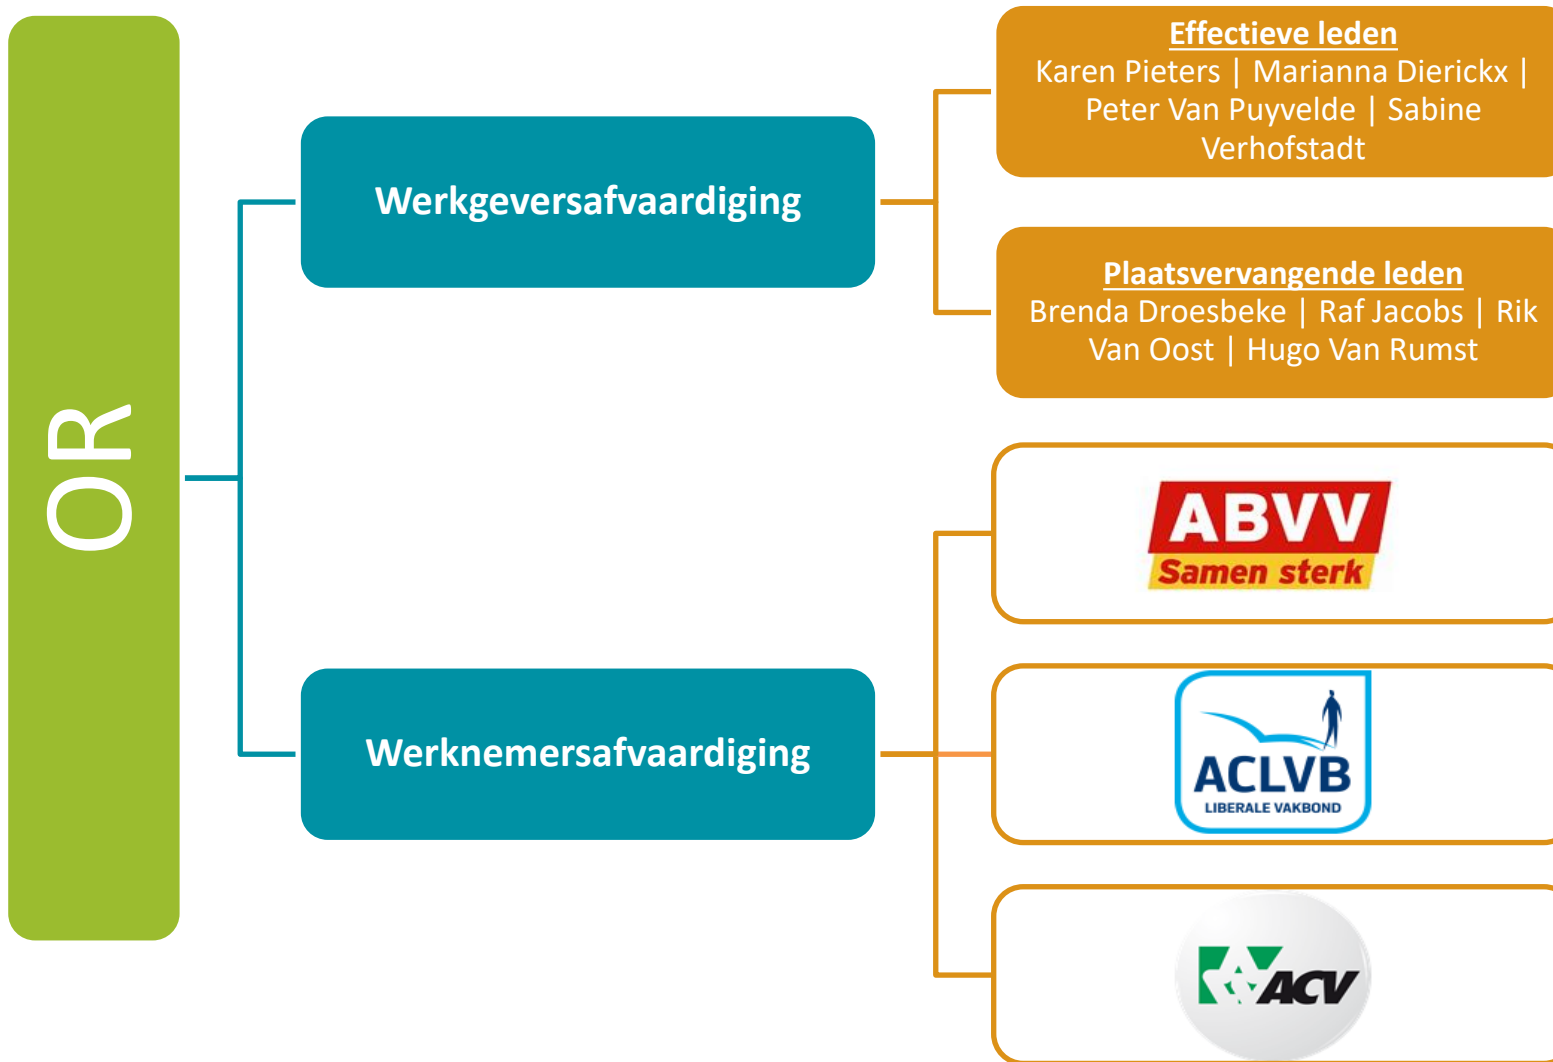 OR
Werkgeversafvaardiging
Effectieve leden
Karen Pieters | Marianna Dierickx |
Peter Van Puyvelde | Sabine
Verhofstadt
Plaatsvervangende leden
Brenda Droesbeke | Raf Jacobs | Rik
Van Oost | Hugo Van Rumst
Werknemersafvaardiging
ABVV
Samen sterk
ACLVB
LIBERALE VAKBOND
ACV